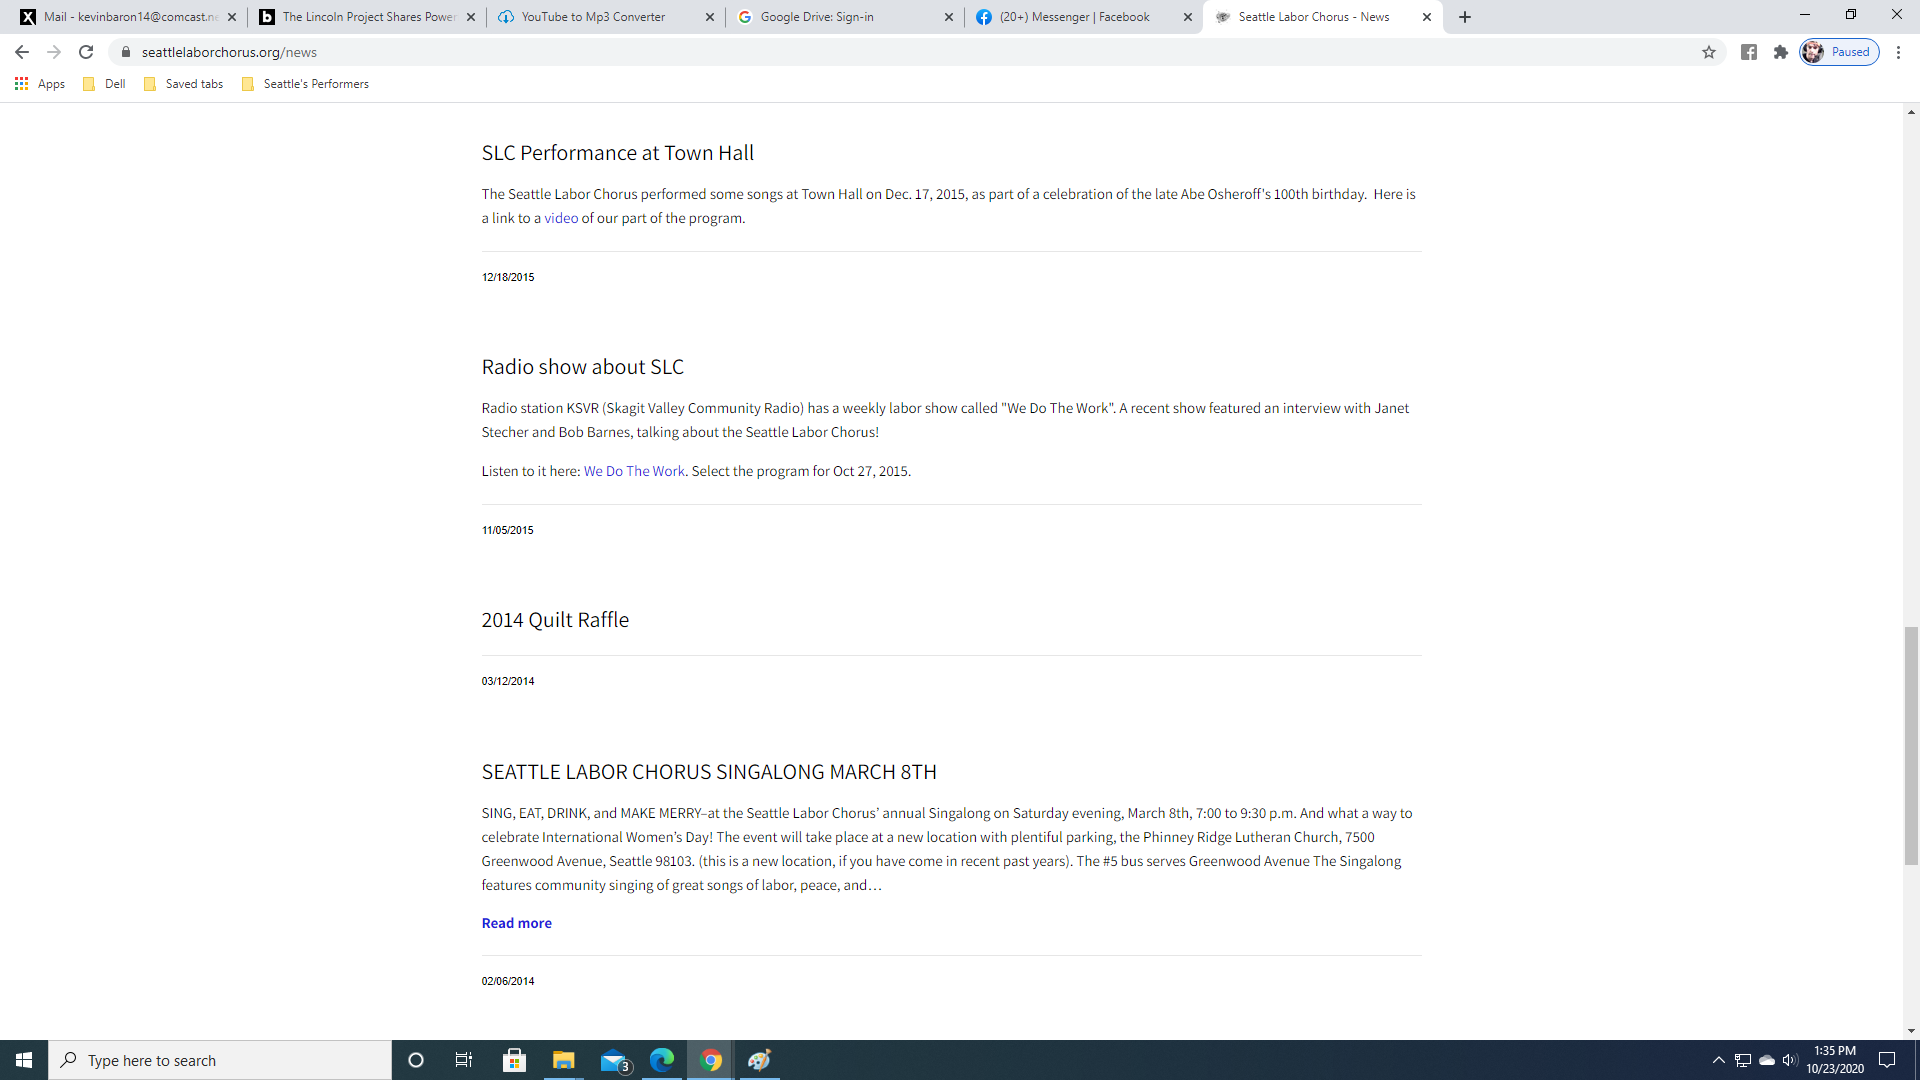 Mail - kevinbaron14@comcast.ne
The Lincoln Project Shares Power
YouTube to Mp3 Converter
Google Drive: Sign-in
(20+) Messenger | Facebook
Seattle Labor Chorus - News
seattlelaborchorus.org/news
Paused
Apps
Dell
Saved tabs
Seattle's Performers
SLC Performance at Town Hall
The Seattle Labor Chorus performed some songs at Town Hall on Dec. 17, 2015, as part of a celebration of the late Abe Osheroff's 100th birthday. Here is
a link to a video of our part of the program.
12/18/2015
Radio show about SLC
Radio station KSVR (Skagit Valley Community Radio) has a weekly labor show called "We Do The Work". A recent show featured an interview with Janet
Stecher and Bob Barnes, talking about the Seattle Labor Chorus!
Listen to it here: We Do The Work. Select the program for Oct 27, 2015.
11/05/2015
2014 Quilt Raffle
03/12/2014
SEATTLE LABOR CHORUS SINGALONG MARCH 8TH
SING, EAT, DRINK, and MAKE MERRY–at the Seattle Labor Chorus’ annual Singalong on Saturday evening, March 8th, 7:00 to 9:30 p.m. And what a way to
celebrate International Women’s Day! The event will take place at a new location with plentiful parking, the Phinney Ridge Lutheran Church, 7500
Greenwood Avenue, Seattle 98103. (this is a new location, if you have come in recent past years). The #5 bus serves Greenwood Avenue The Singalong
features community singing of great songs of labor, peace, and…
Read more
02/06/2014
Type here to search
3
1:35 PM
10/23/2020